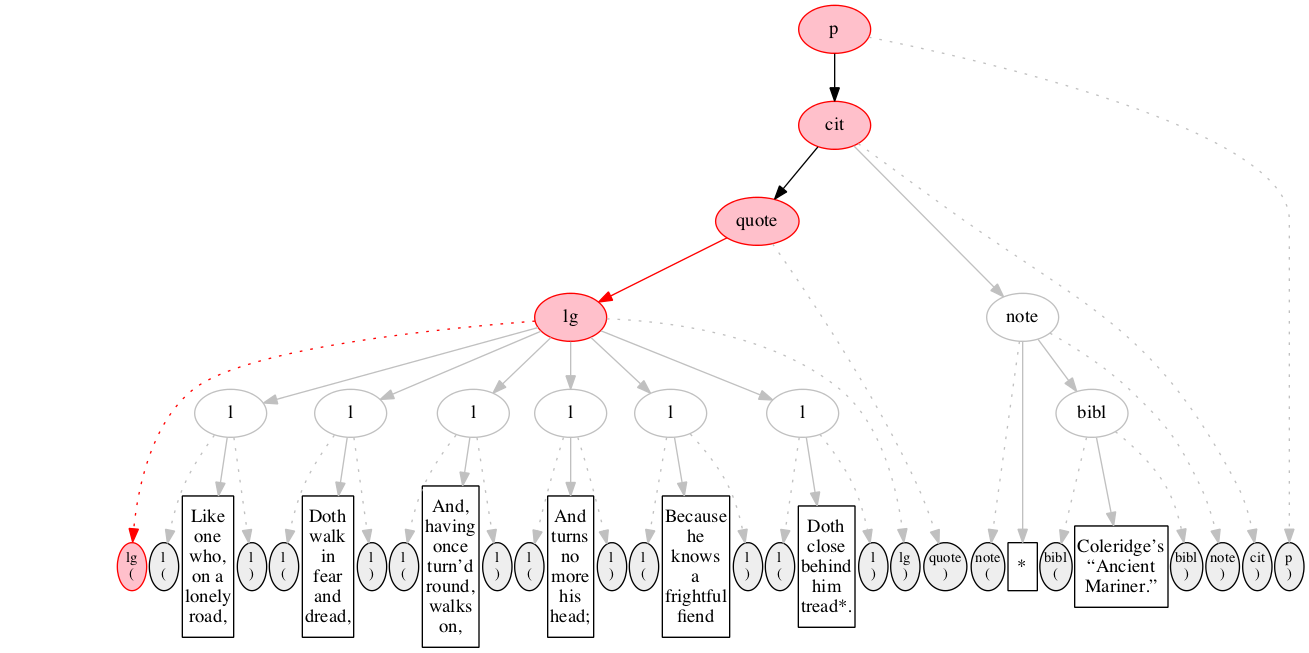 p
cit
quote
lg
note
l
l
l
l
l
l
bibl
lg
(
l
(
Like
one
who,
on a
lonely
road,
l
)
l
(
Doth
walk
in
fear
and
dread,
l
)
l
(
And,
having
once
turn’d
round,
walks
on,
l
)
l
(
And
turns
no
more
his
head;
l
)
l
(
Because
he
knows
a
frightful
fiend
l
)
l
(
Doth
close
behind
him
tread*.
l
)
lg
)
quote
)
note
(
*
bibl
(
Coleridge’s
“Ancient
Mariner.”
bibl
)
note
)
cit
)
p
)